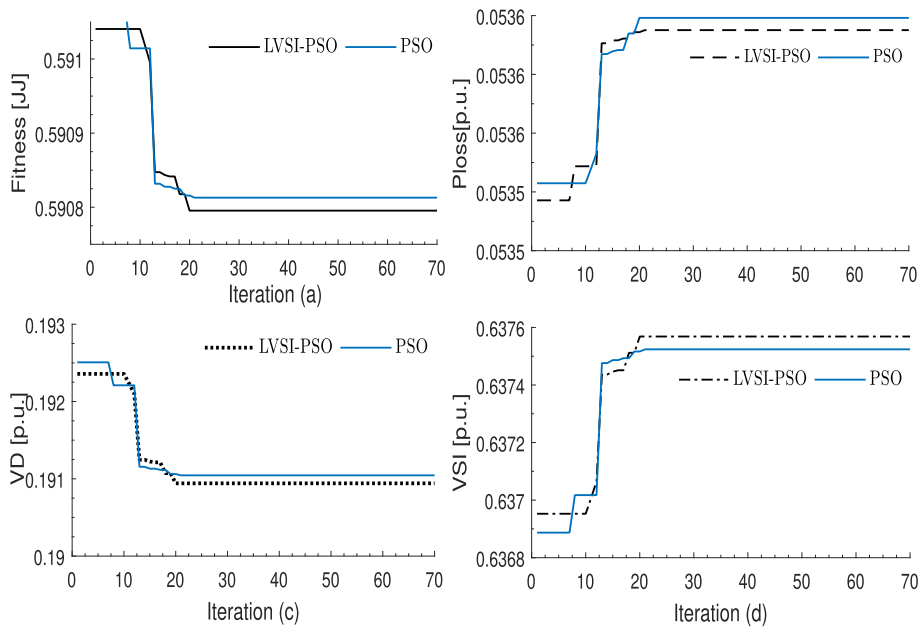 Fitness [JJ]
0.591
0.5909
0.5908
LVSI-PSO PSO
0 10 20 30 40 50 60 70
Iteration (a)
Ploss[p.u.]
0.0536
0.0536
0.0536
0.0535
0.0535
LVSI-PSO PSO
0 10 20 30 40 50 60 70
VD [p.u.]
0.193
0.192
0.191
0.19
LVSI-PSO PSO
0 10 20 30 40 50 60 70
Iteration (c)
VSI [p.u.]
0.6376
0.6374
0.6372
0.637
0.6368
LVSI-PSO PSO
0 10 20 30 40 50 60 70
Iteration (d)